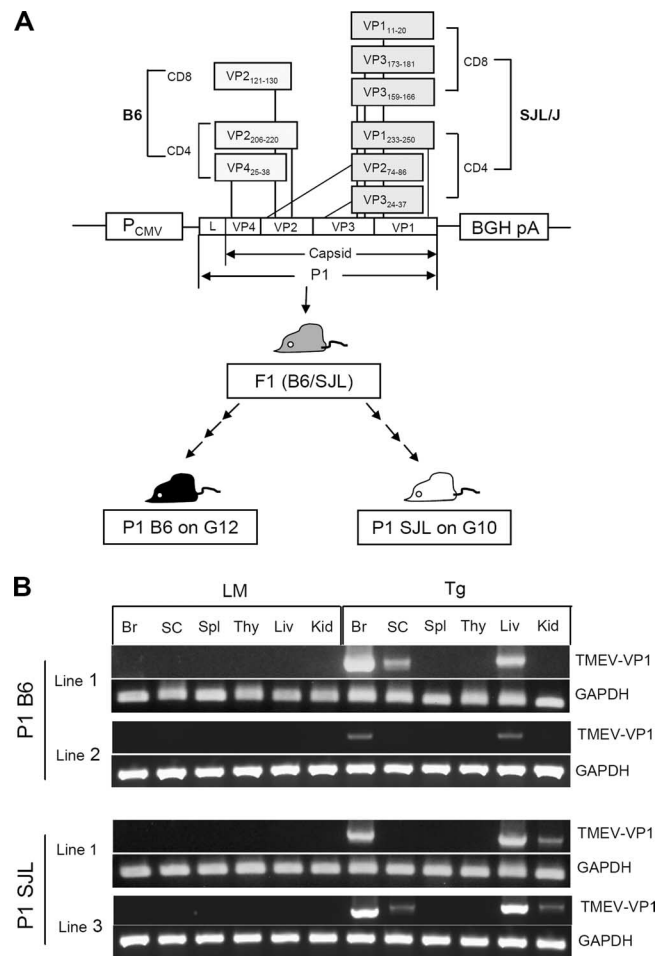 A
VP1₁₁₋₂₀
VP3₁₇₃₋₁₈₁
VP3₁₅₉₋₁₆₆
CD8
SJL/J
VP1₂₃₃₋₂₅₀
VP2₇₄₋₈₆
VP3₂₄₋₃₇
CD4
B6
CD8
VP2₁₂₁₋₁₃₀
CD4
VP2₂₀₆₋₂₂₀
VP4₂₅₋₃₈
P_CMV
L VP4 VP2 VP3 VP1
BGH pA
Capsid
P1
F1 (B6/SJL)
P1 B6 on G12
P1 SJL on G10
B
LM Tg
Br SC Spl Thy Liv Kid Br SC Spl Thy Liv Kid
P1 B6
Line 1
TMEV-VP1
GAPDH
Line 2
TMEV-VP1
GAPDH
P1 SJL
Line 1
TMEV-VP1
GAPDH
Line 3
TMEV-VP1
GAPDH